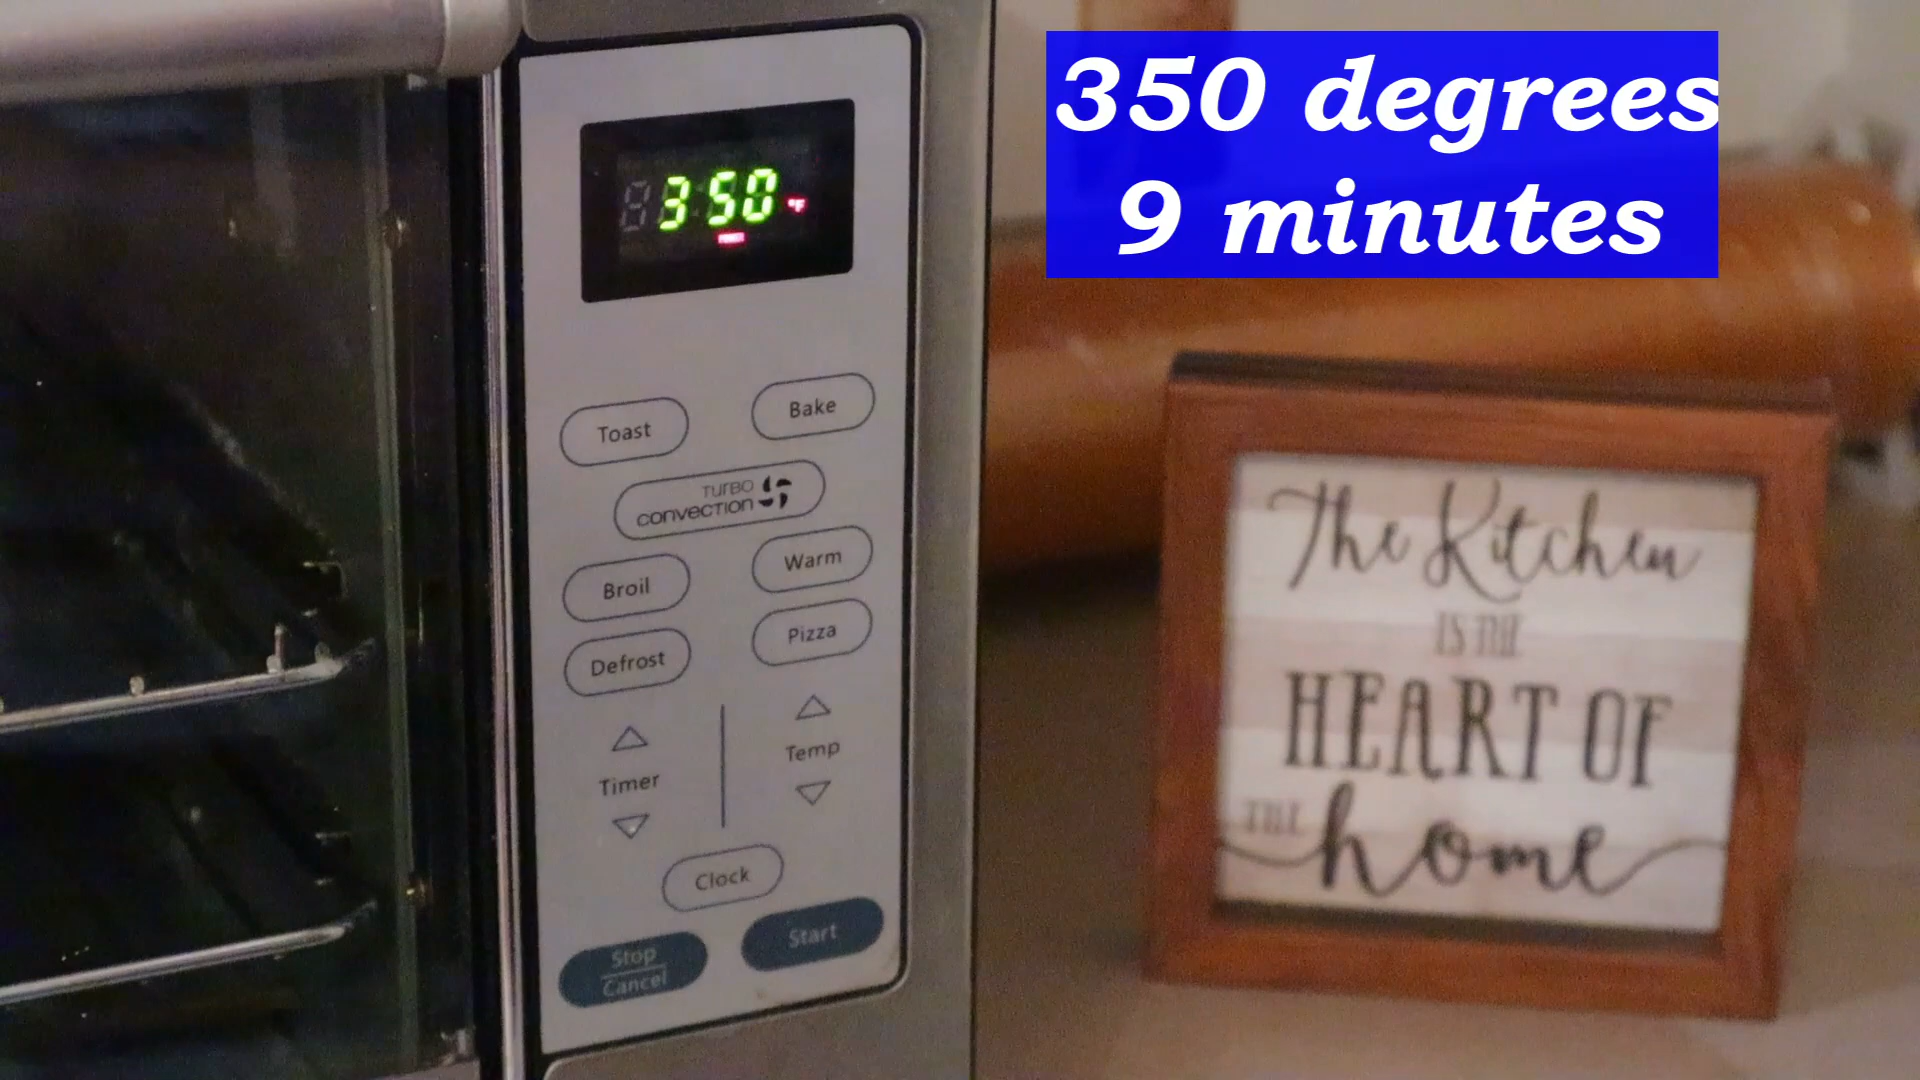 350 degrees
9 minutes
350 °F
POWER
Toast
Bake
TURBO
CONVECTION
Broil
Warm
Defrost
Pizza
Timer
Temp
Clock
Stop
Cancel
Start
The Kitchen
IS THE
HEART OF
THE home